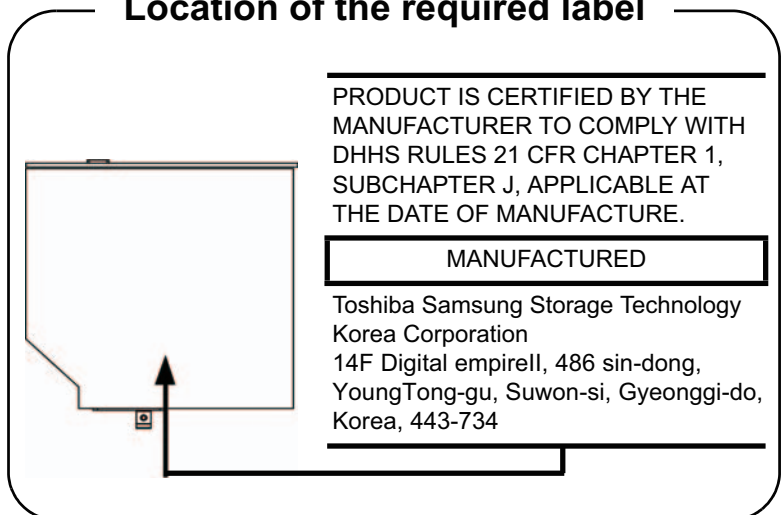 Location of the required label
PRODUCT IS CERTIFIED BY THE
MANUFACTURER TO COMPLY WITH
DHHS RULES 21 CFR CHAPTER 1,
SUBCHAPTER J, APPLICABLE AT
THE DATE OF MANUFACTURE.
MANUFACTURED
Toshiba Samsung Storage Technology
Korea Corporation
14F Digital empireII, 486 sin-dong,
YoungTong-gu, Suwon-si, Gyeonggi-do,
Korea, 443-734